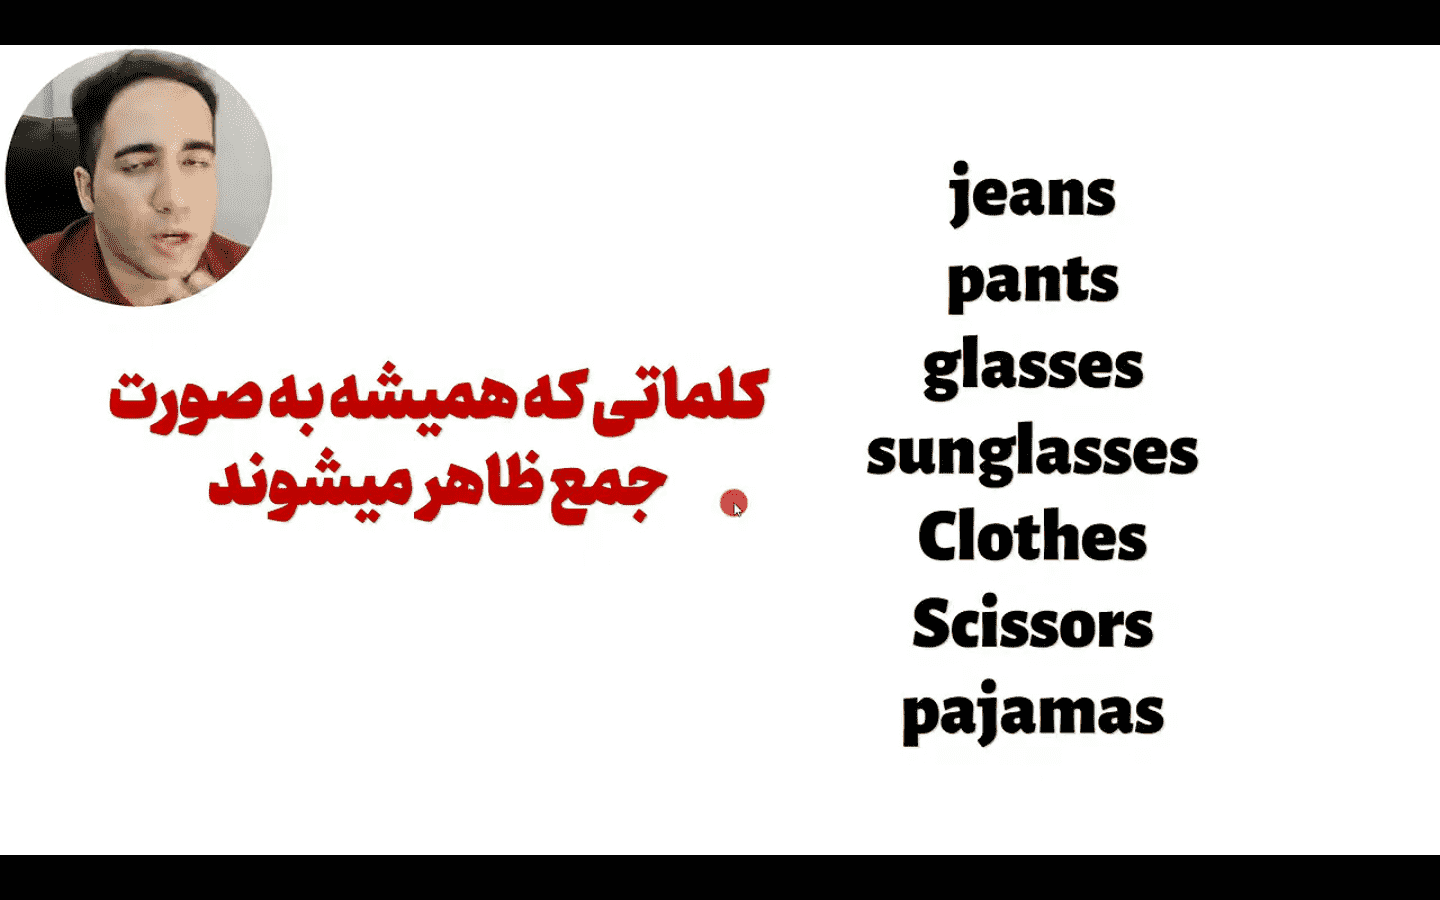 کلماتی که همیشه به صورت
جمع ظاهر میشوند
jeans
pants
glasses
sunglasses
Clothes
Scissors
pajamas